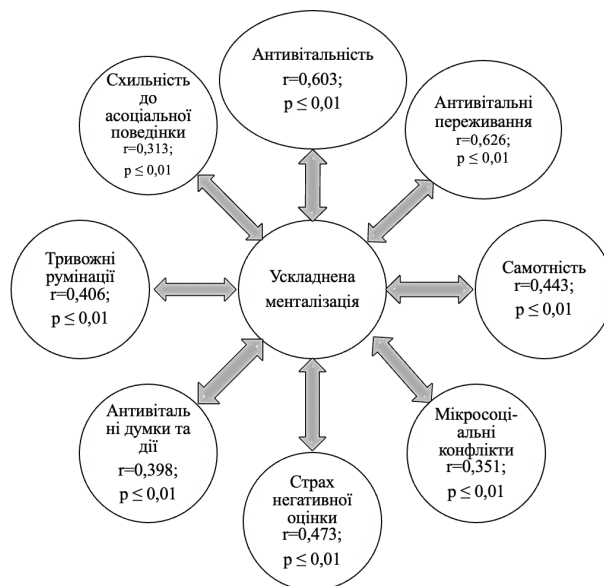 Антивітальність
r=0,603;
p ≤ 0,01
Схильність
до
асоціальної
поведінки
r=0,313;
p ≤ 0,01
Антивітальні
переживання
r=0,626;
p ≤ 0,01
Тривожні
румінації
r=0,406;
p ≤ 0,01
Ускладнена
менталізація
Самотність
r=0,443;
p ≤ 0,01
Антивіталь
ні думки та
дії
r=0,398;
p ≤ 0,01
Страх
негативної
оцінки
r=0,473;
p ≤ 0,01
Мікросоці-
альні
конфлікти
r=0,351;
p ≤ 0,01